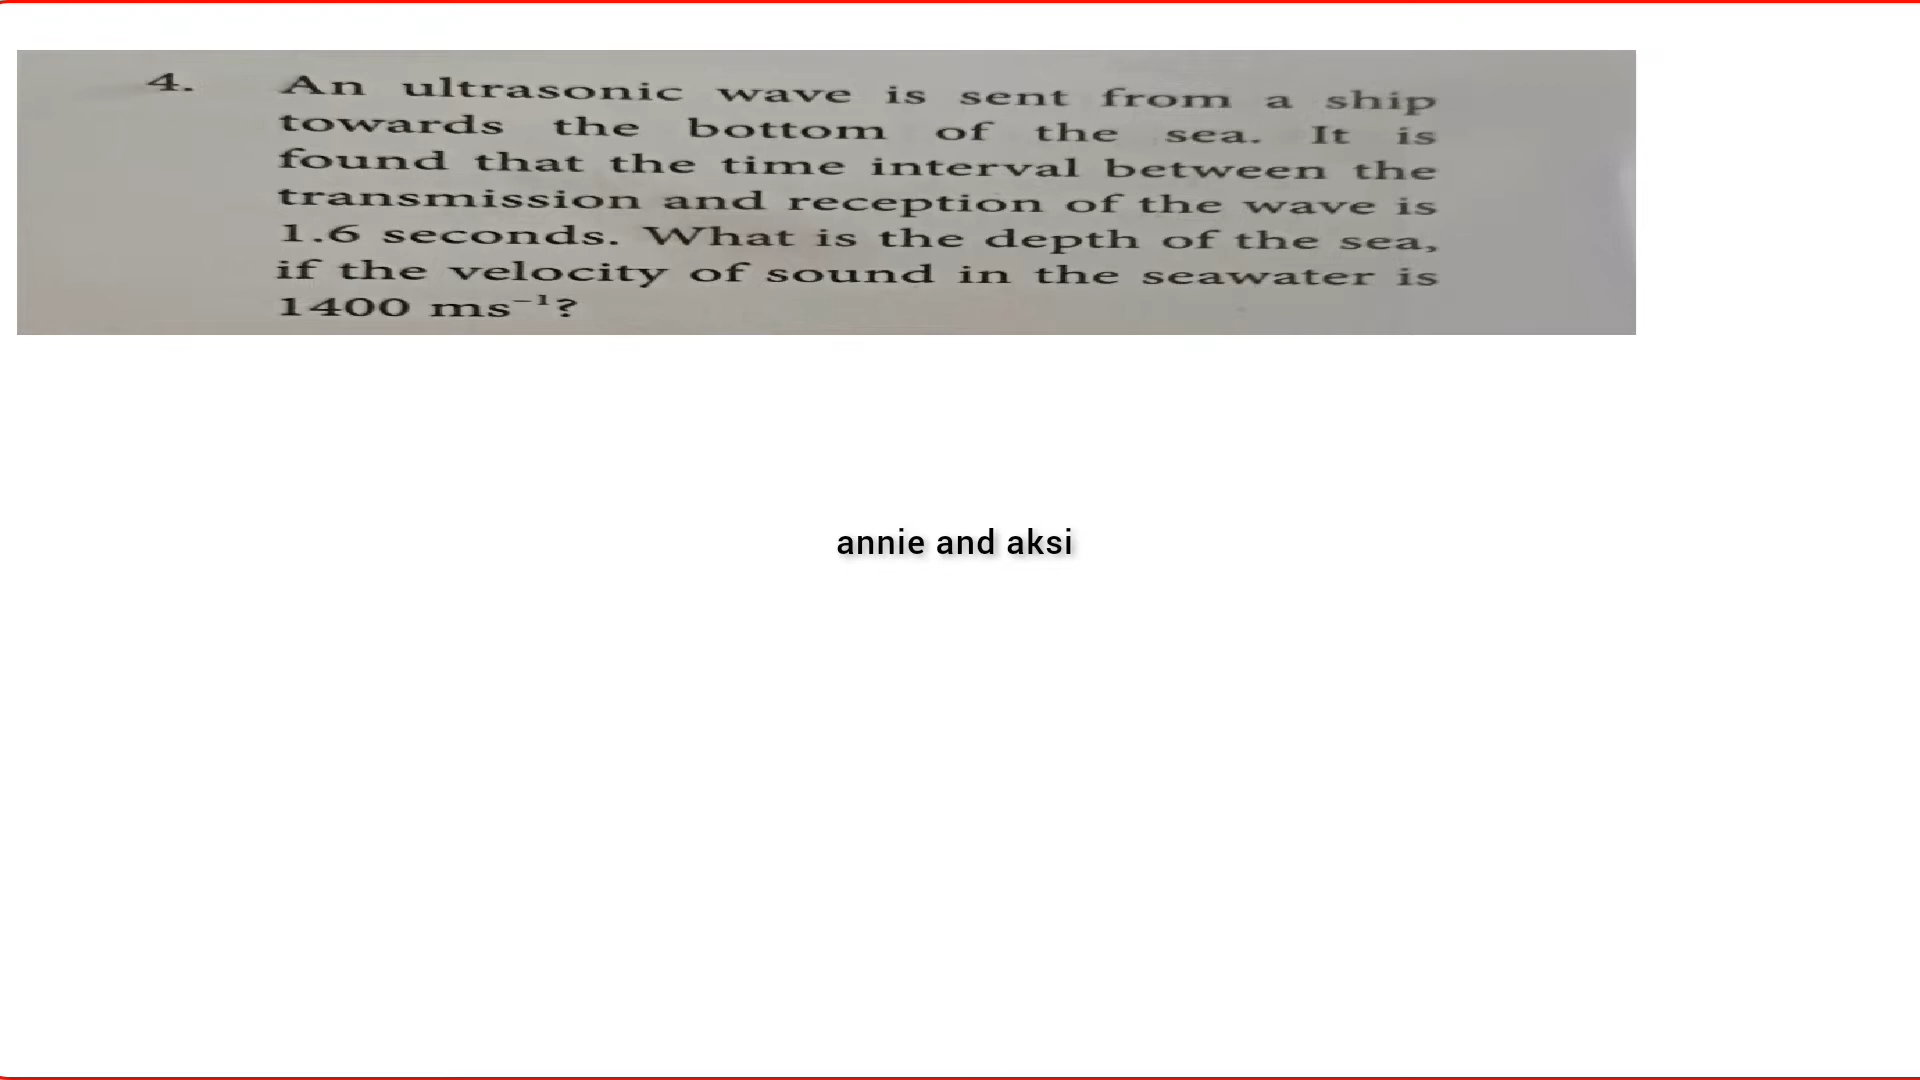 4. An ultrasonic wave is sent from a ship
towards the bottom of the sea. It is
found that the time interval between the
transmission and reception of the wave is
1.6 seconds. What is the depth of the sea,
if the velocity of sound in the seawater is
1400 ms⁻¹?
annie and aksi